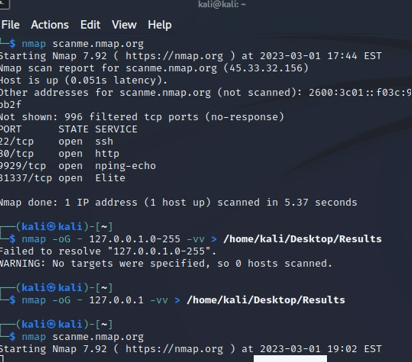 kali@kali: ~
File Actions Edit View Help
└─$ nmap scanme.nmap.org
Starting Nmap 7.92 ( https://nmap.org ) at 2023-03-01 17:44 EST
Nmap scan report for scanme.nmap.org (45.33.32.156)
Host is up (0.051s latency).
Other addresses for scanme.nmap.org (not scanned): 2600:3c01::f03c:9
bb2f
Not shown: 996 filtered tcp ports (no-response)
PORT STATE SERVICE
22/tcp open ssh
80/tcp open http
9929/tcp open nping-echo
31337/tcp open Elite
Nmap done: 1 IP address (1 host up) scanned in 5.37 seconds
┌──(kali㉿kali)-[~]
└─$ nmap -oG - 127.0.0.1.0-255 -vv > /home/kali/Desktop/Results
Failed to resolve "127.0.0.1.0-255".
WARNING: No targets were specified, so 0 hosts scanned.
┌──(kali㉿kali)-[~]
└─$ nmap -oG - 127.0.0.1 -vv > /home/kali/Desktop/Results
┌──(kali㉿kali)-[~]
└─$ nmap scanme.nmap.org
Starting Nmap 7.92 ( https://nmap.org ) at 2023-03-01 19:02 EST